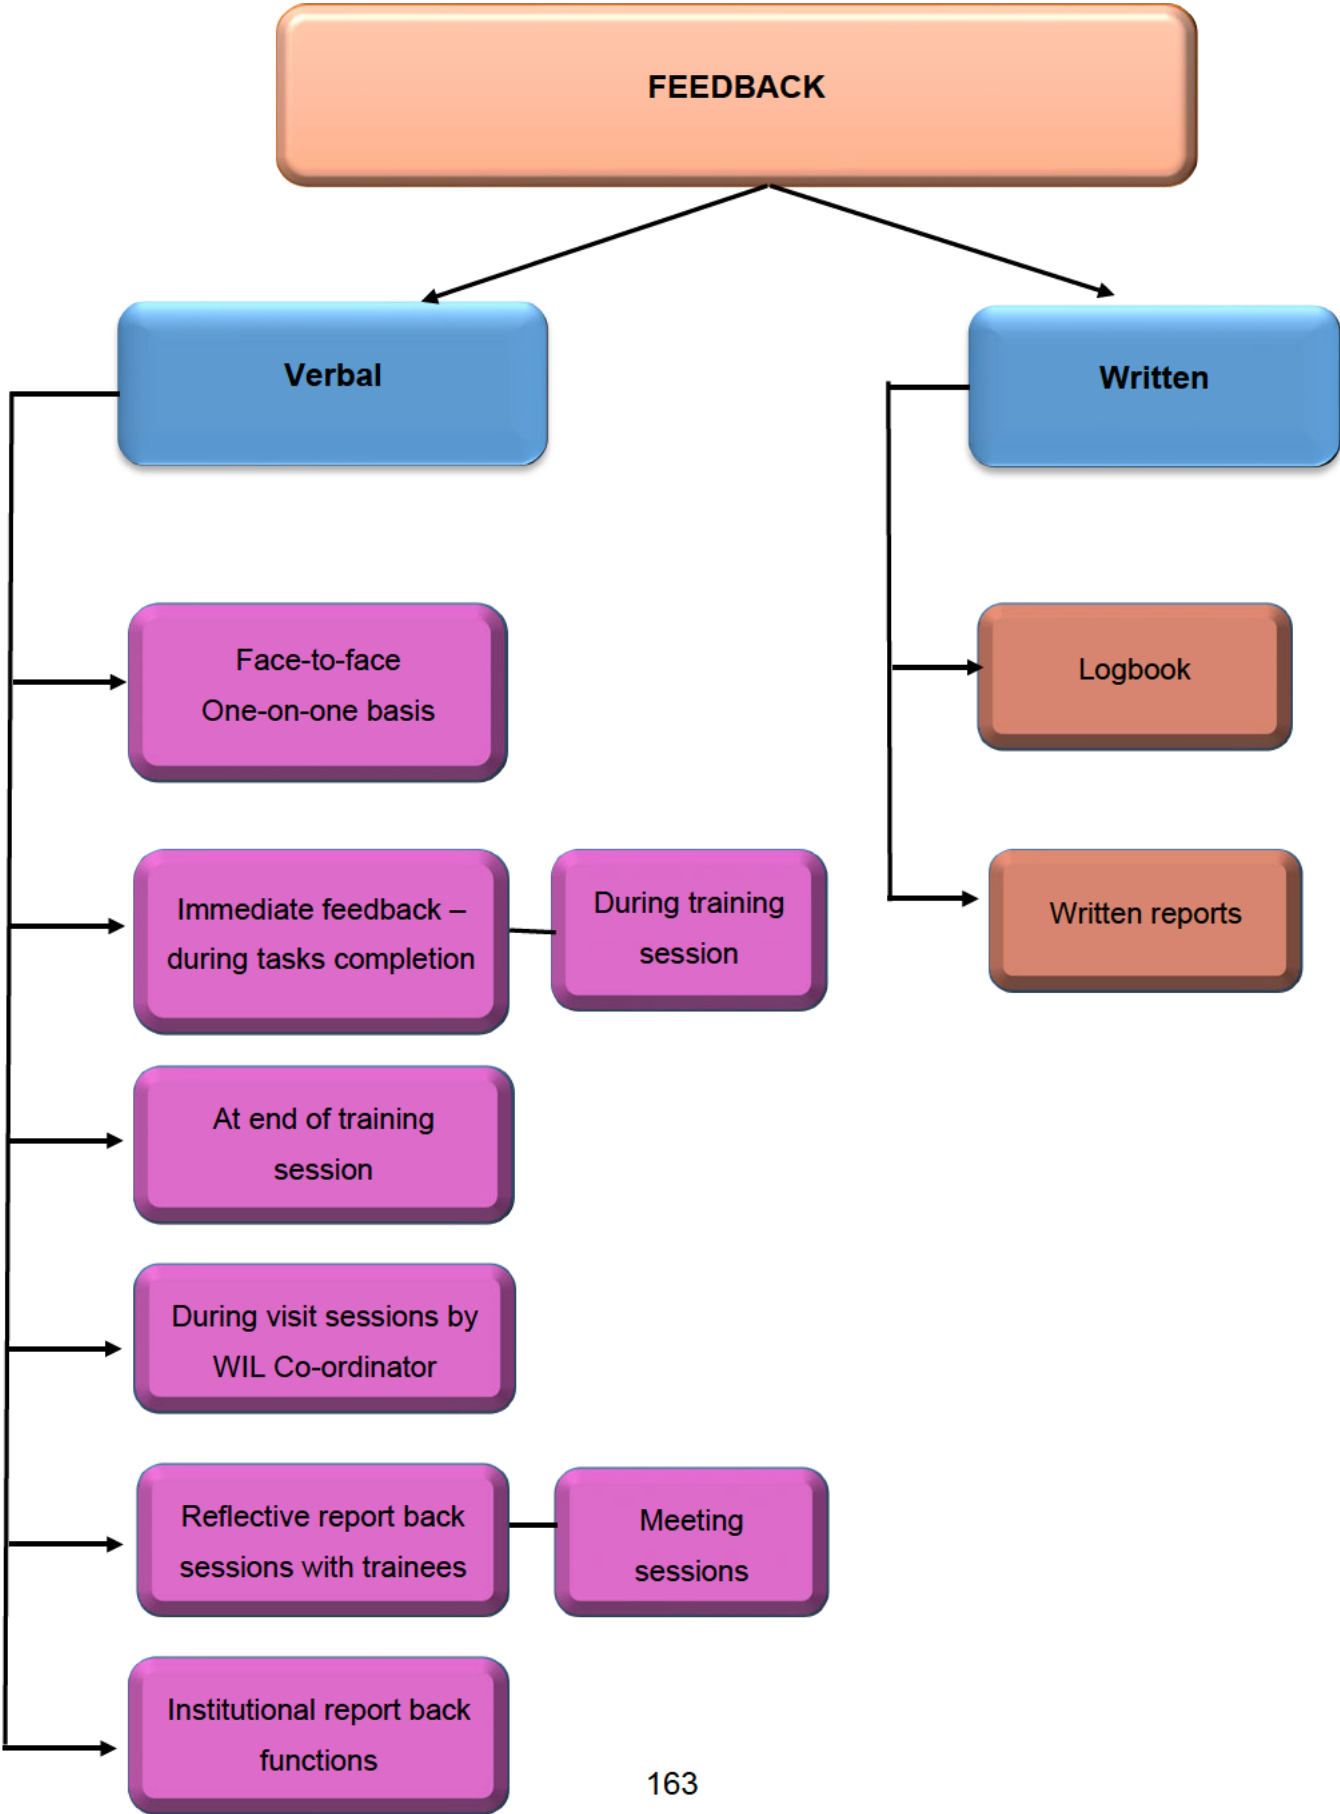 FEEDBACK
Verbal
Written
Face-to-face
One-on-one basis
Logbook
Immediate feedback –
during tasks completion
During training
session
Written reports
At end of training
session
During visit sessions by
WIL Co-ordinator
Reflective report back
sessions with trainees
Meeting
sessions
Institutional report back
functions
163